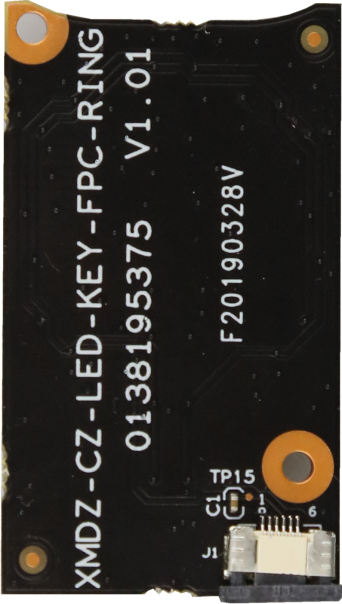 XMDZ-CZ-LED-KEY-FPC-RING
0138195375 V1.01
F20190328V
TP15
C1
1
6
J1